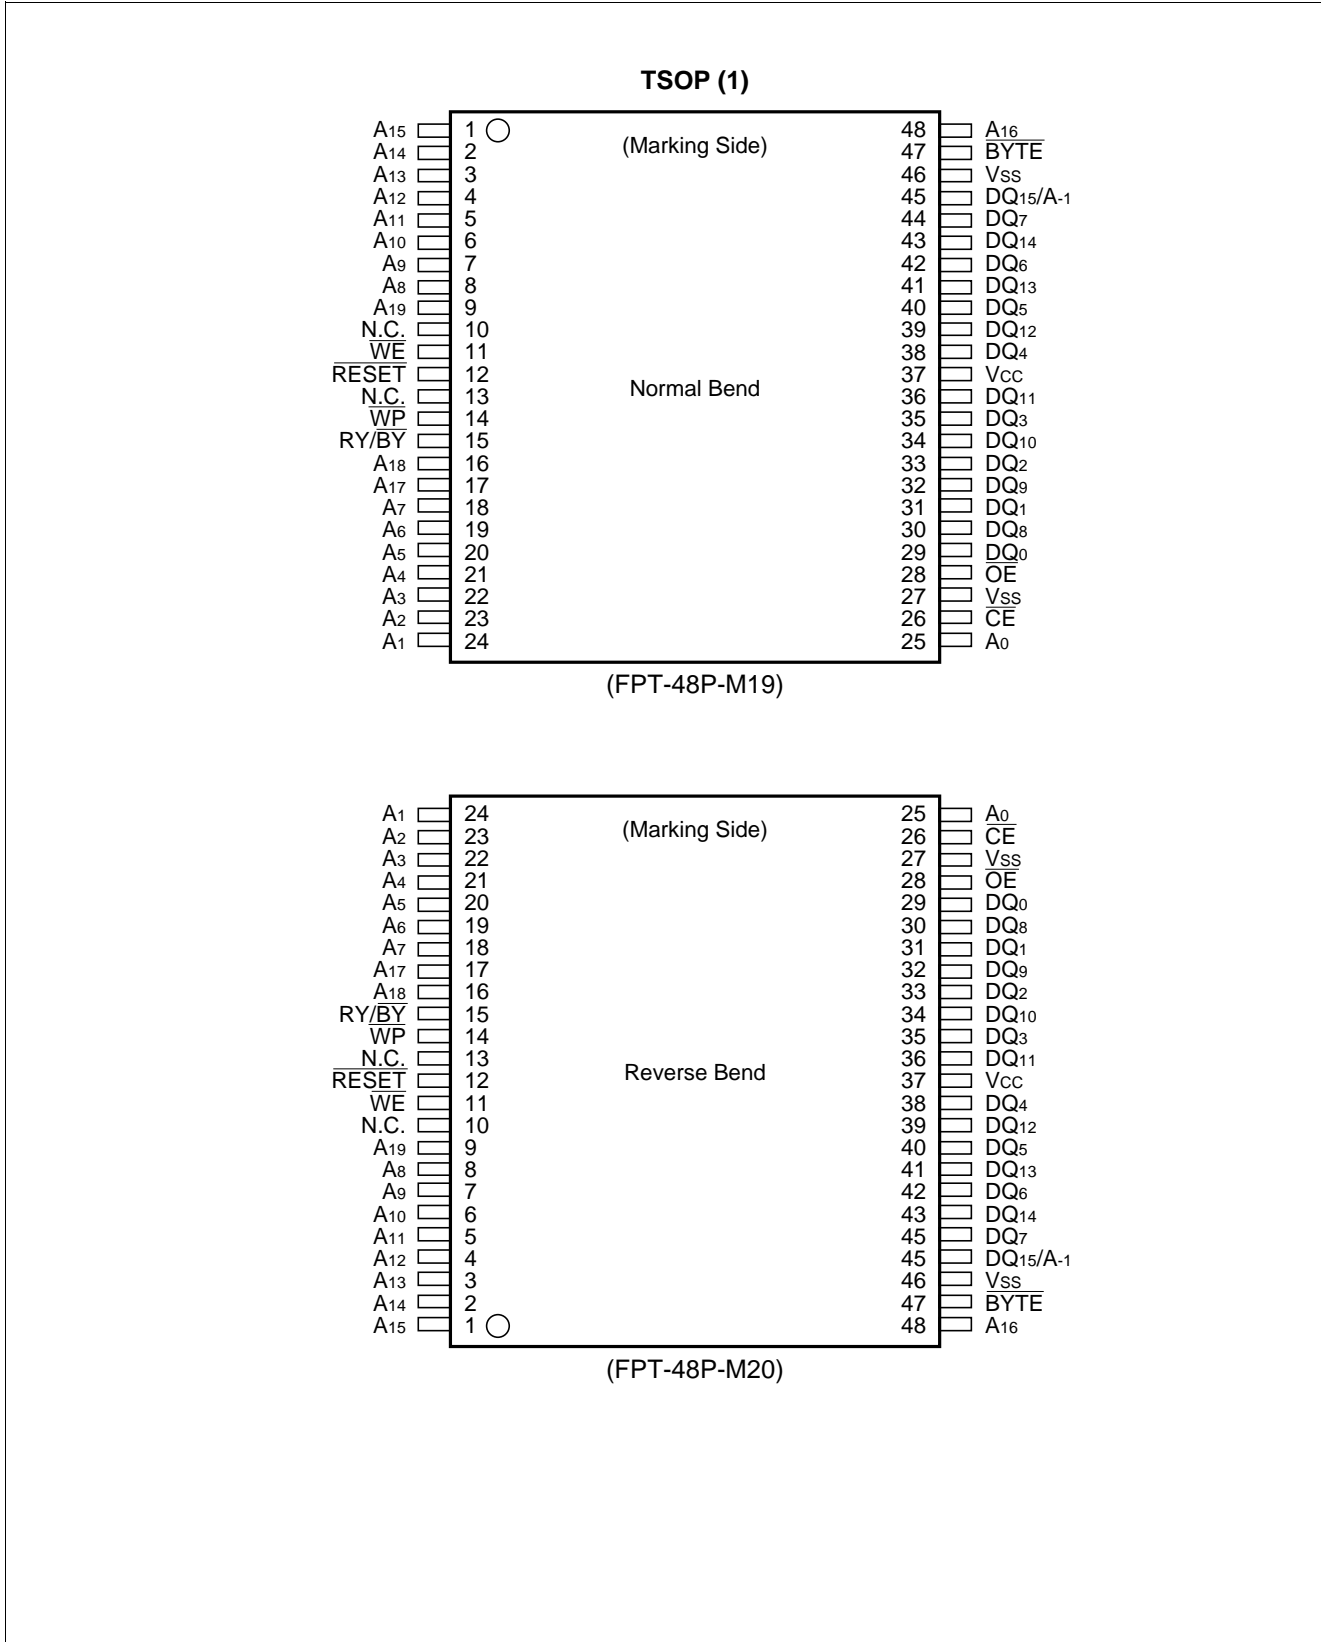 TSOP (1)
A15 1 (Marking Side) 48 A16
A14 2 47 BYTE
A13 3 46 VSS
A12 4 45 DQ15/A-1
A11 5 44 DQ7
A10 6 43 DQ14
A9 7 42 DQ6
A8 8 41 DQ13
A19 9 40 DQ5
N.C. 10 39 DQ12
WE 11 38 DQ4
RESET 12 37 VCC
N.C. 13 Normal Bend 36 DQ11
WP 14 35 DQ3
RY/BY 15 34 DQ10
A18 16 33 DQ2
A17 17 32 DQ9
A7 18 31 DQ1
A6 19 30 DQ8
A5 20 29 DQ0
A4 21 28 OE
A3 22 27 VSS
A2 23 26 CE
A1 24 25 A0
(FPT-48P-M19)
A1 24 (Marking Side) 25 A0
A2 23 26 CE
A3 22 27 VSS
A4 21 28 OE
A5 20 29 DQ0
A6 19 30 DQ8
A7 18 31 DQ1
A17 17 32 DQ9
A18 16 33 DQ2
RY/BY 15 34 DQ10
WP 14 35 DQ3
N.C. 13 36 DQ11
RESET 12 Reverse Bend 37 VCC
WE 11 38 DQ4
N.C. 10 39 DQ12
A19 9 40 DQ5
A8 8 41 DQ13
A9 7 42 DQ6
A10 6 43 DQ14
A11 5 45 DQ7
A12 4 45 DQ15/A-1
A13 3 46 VSS
A14 2 47 BYTE
A15 1 48 A16
(FPT-48P-M20)